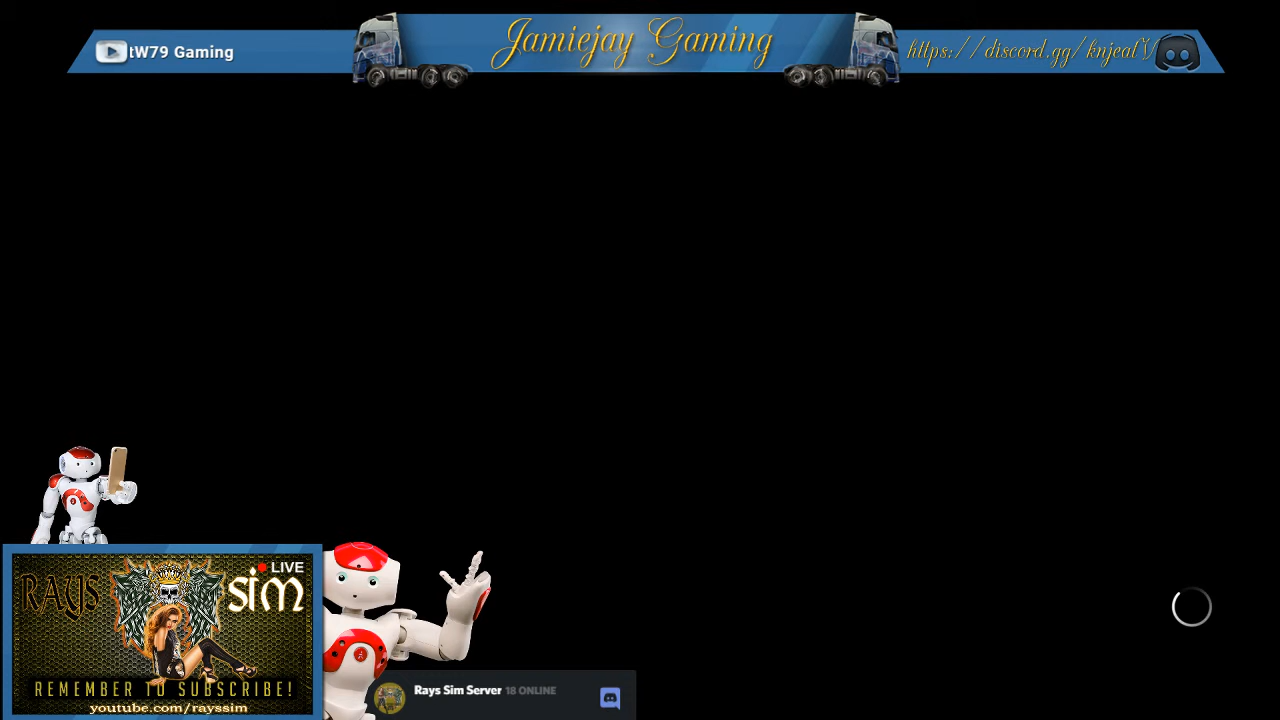 tW79 Gaming
Jamiejay Gaming
https://discord.gg/
LIVE
RAYS SIM
REMEMBER TO SUBSCRIBE!
youtube.com/rayssim
Rays Sim Server 18 ONLINE